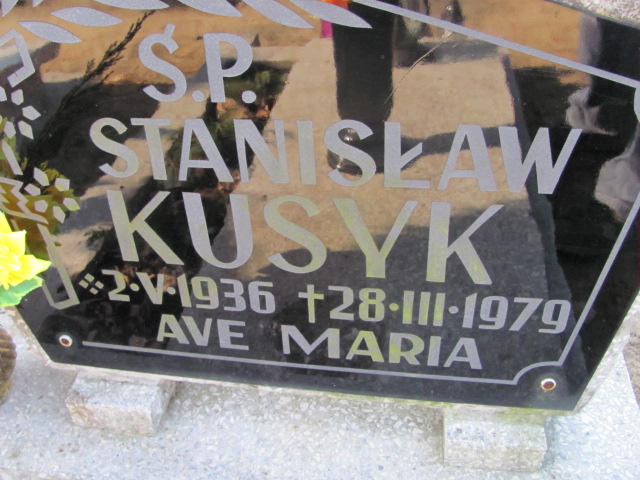 Ś.P.
STANISŁAW
KUSYK
2·V·1936 †28·III·1979
AVE MARIA